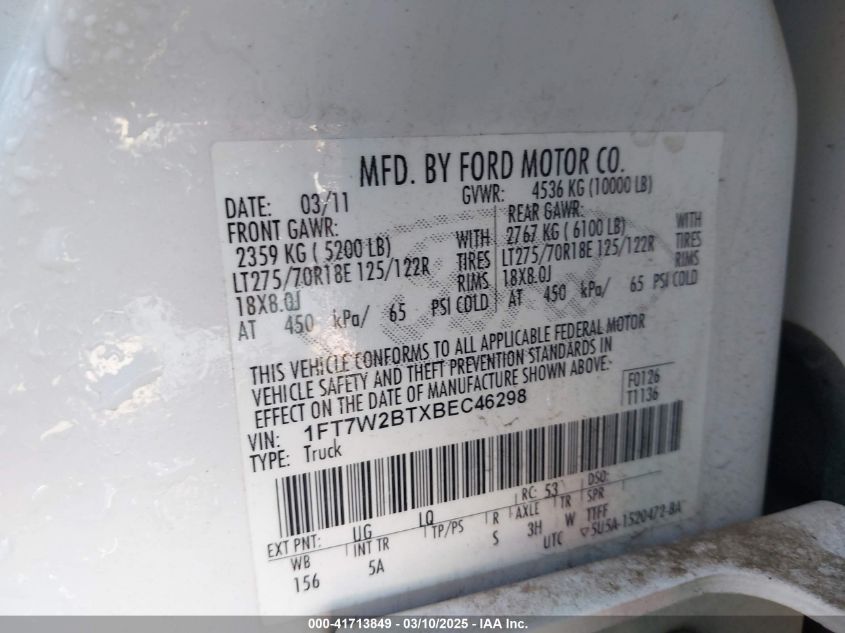 MFD. BY FORD MOTOR CO.
DATE: 03/11 GVWR: 4536 KG (10000 LB)
FRONT GAWR: REAR GAWR:
2359 KG ( 5200 LB) WITH 2767 KG ( 6100 LB) WITH
LT275/70R18E 125/122R TIRES LT275/70R18E 125/122R TIRES
18X8.0J RIMS 18X8.0J RIMS
AT 450 kPa/ 65 PSI COLD AT 450 kPa/ 65 PSI COLD
THIS VEHICLE CONFORMS TO ALL APPLICABLE FEDERAL MOTOR
VEHICLE SAFETY AND THEFT PREVENTION STANDARDS IN
EFFECT ON THE DATE OF MANUFACTURE SHOWN ABOVE.
F0126
T1136
VIN: 1FT7W2BTXBEC46298
TYPE: Truck
RC: 53 DSO:
EXT PNT: UG LQ
WB INT TR TP/PS R AXLE TR SPR
156 5A S 3H W TTFF
UTC ▽5U5A-1520472-BA
000-41713849 — 03/10/2025 — IAA Inc.